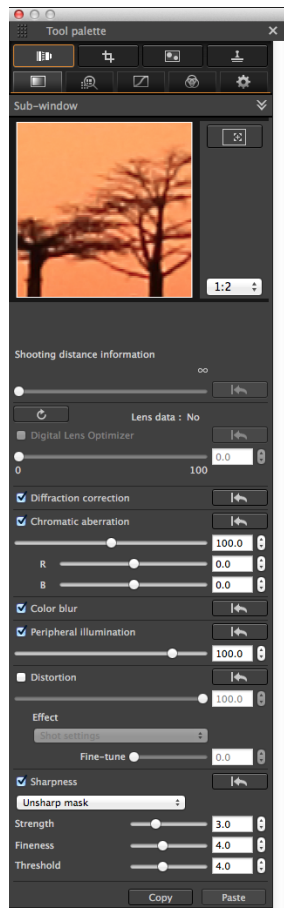 Tool palette
Sub-window
1:2
Shooting distance information
∞
Lens data : No
Digital Lens Optimizer
0.0
0 100
Diffraction correction
Chromatic aberration
100.0
R 0.0
B 0.0
Color blur
Peripheral illumination
100.0
Distortion
100.0
Effect
Shot settings
Fine-tune 0.0
Sharpness
Unsharp mask
Strength 3.0
Fineness 4.0
Threshold 4.0
Copy Paste